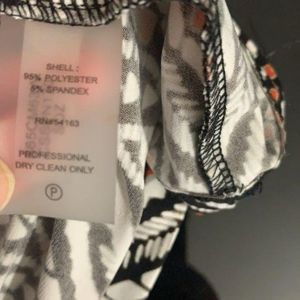 SHELL :
95% POLYESTER
5% SPANDEX
RN#54163
PROFESSIONAL
DRY CLEAN ONLY
P